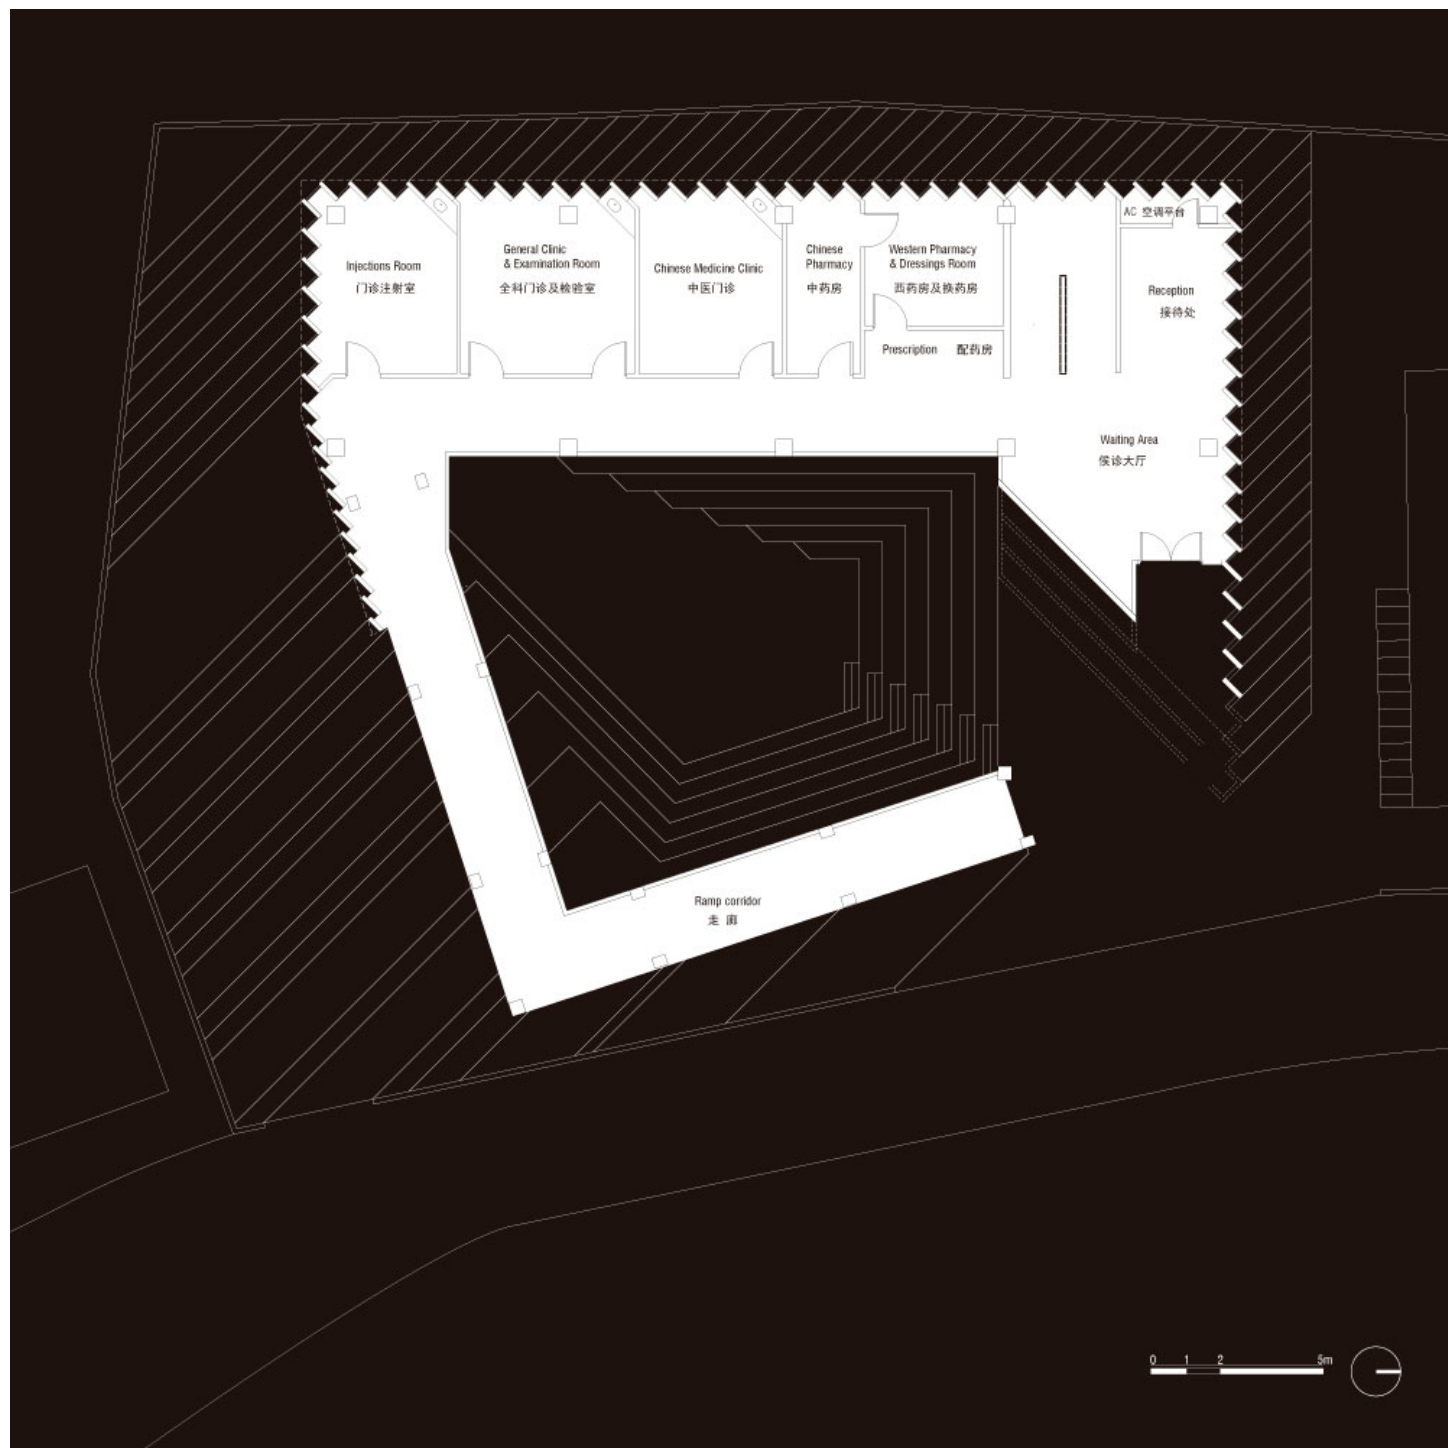 AC 空调平台
Injections Room
门诊注射室
General Clinic
& Examination Room
全科门诊及检验室
Chinese Medicine Clinic
中医门诊
Chinese
Pharmacy
中药房
Western Pharmacy
& Dressings Room
西药房及换药房
Prescription 配药房
Reception
接待处
Waiting Area
候诊大厅
Ramp corridor
走 廊
0 1 2 5m